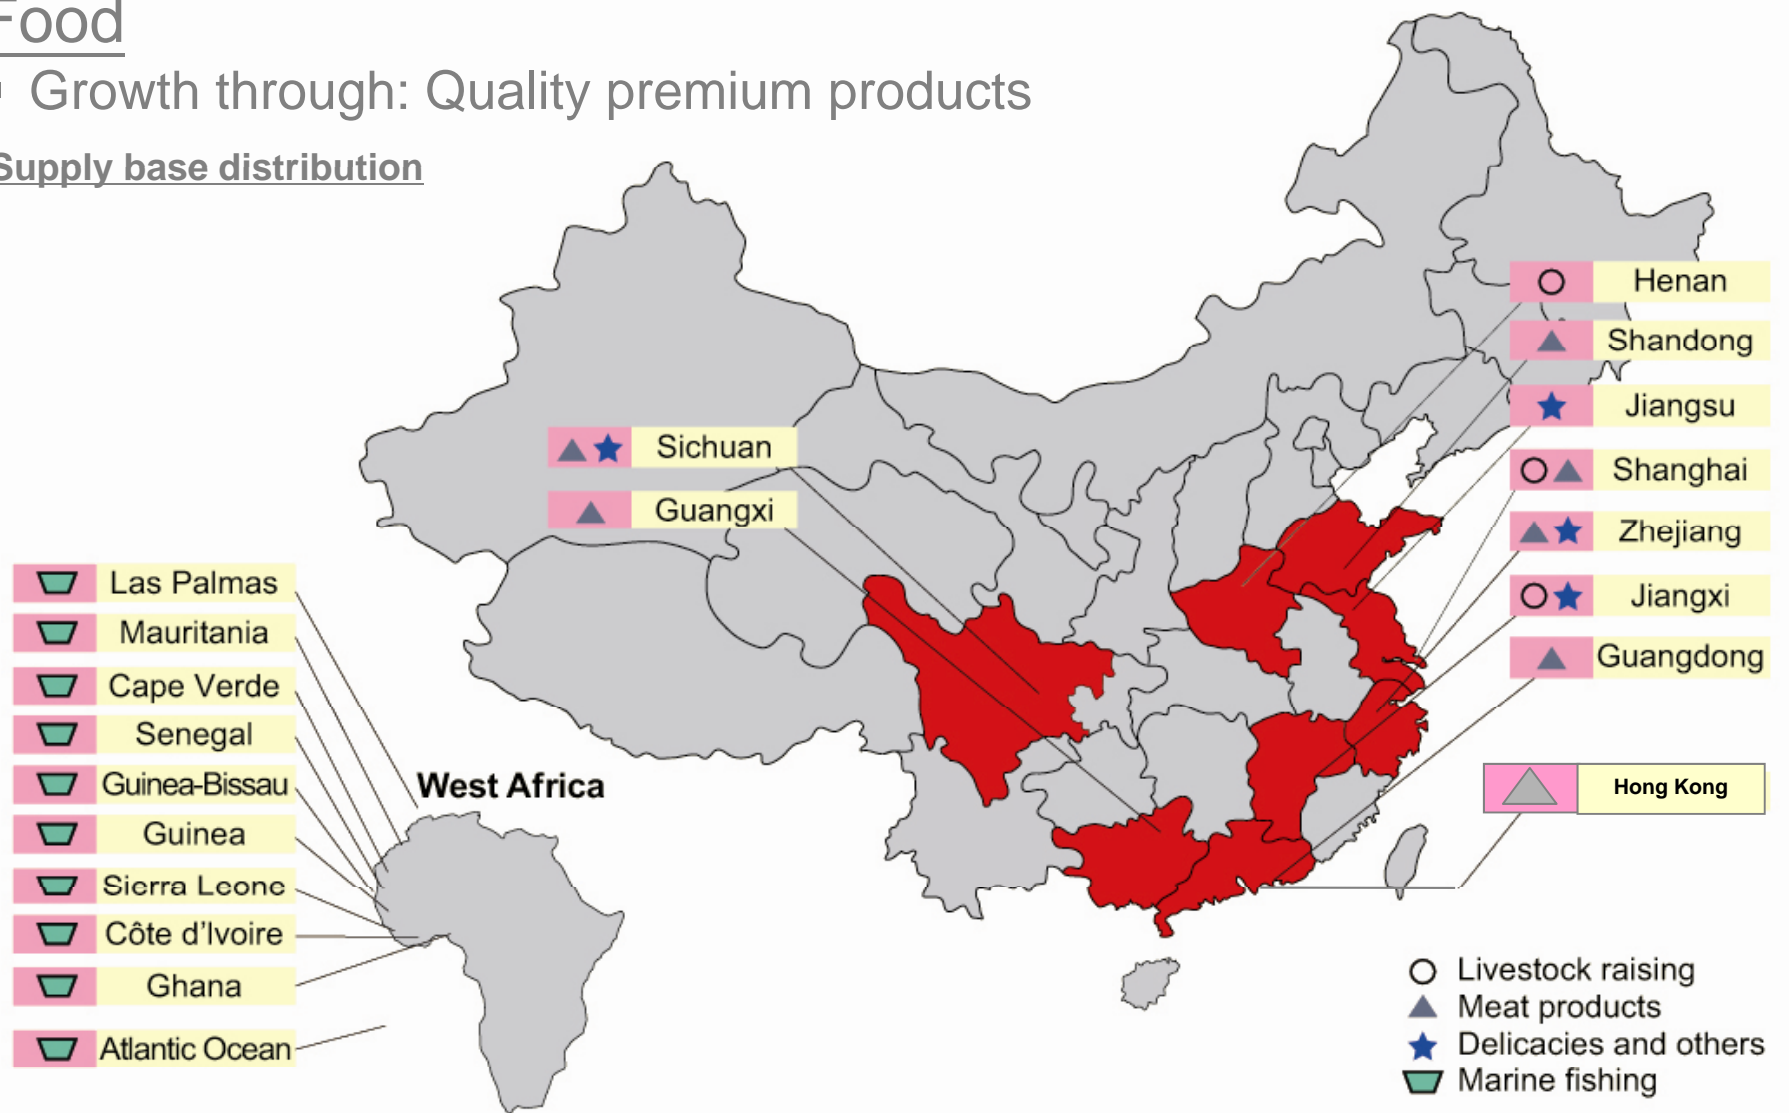 Food
Growth through: Quality premium products
Supply base distribution
Henan
Shandong
Jiangsu
Shanghai
Zhejiang
Jiangxi
Guangdong
Hong Kong
Sichuan
Guangxi
Las Palmas
Mauritania
Cape Verde
Senegal
Guinea-Bissau
Guinea
Sierra Leone
Côte d'Ivoire
Ghana
Atlantic Ocean
West Africa
Livestock raising
Meat products
Delicacies and others
Marine fishing